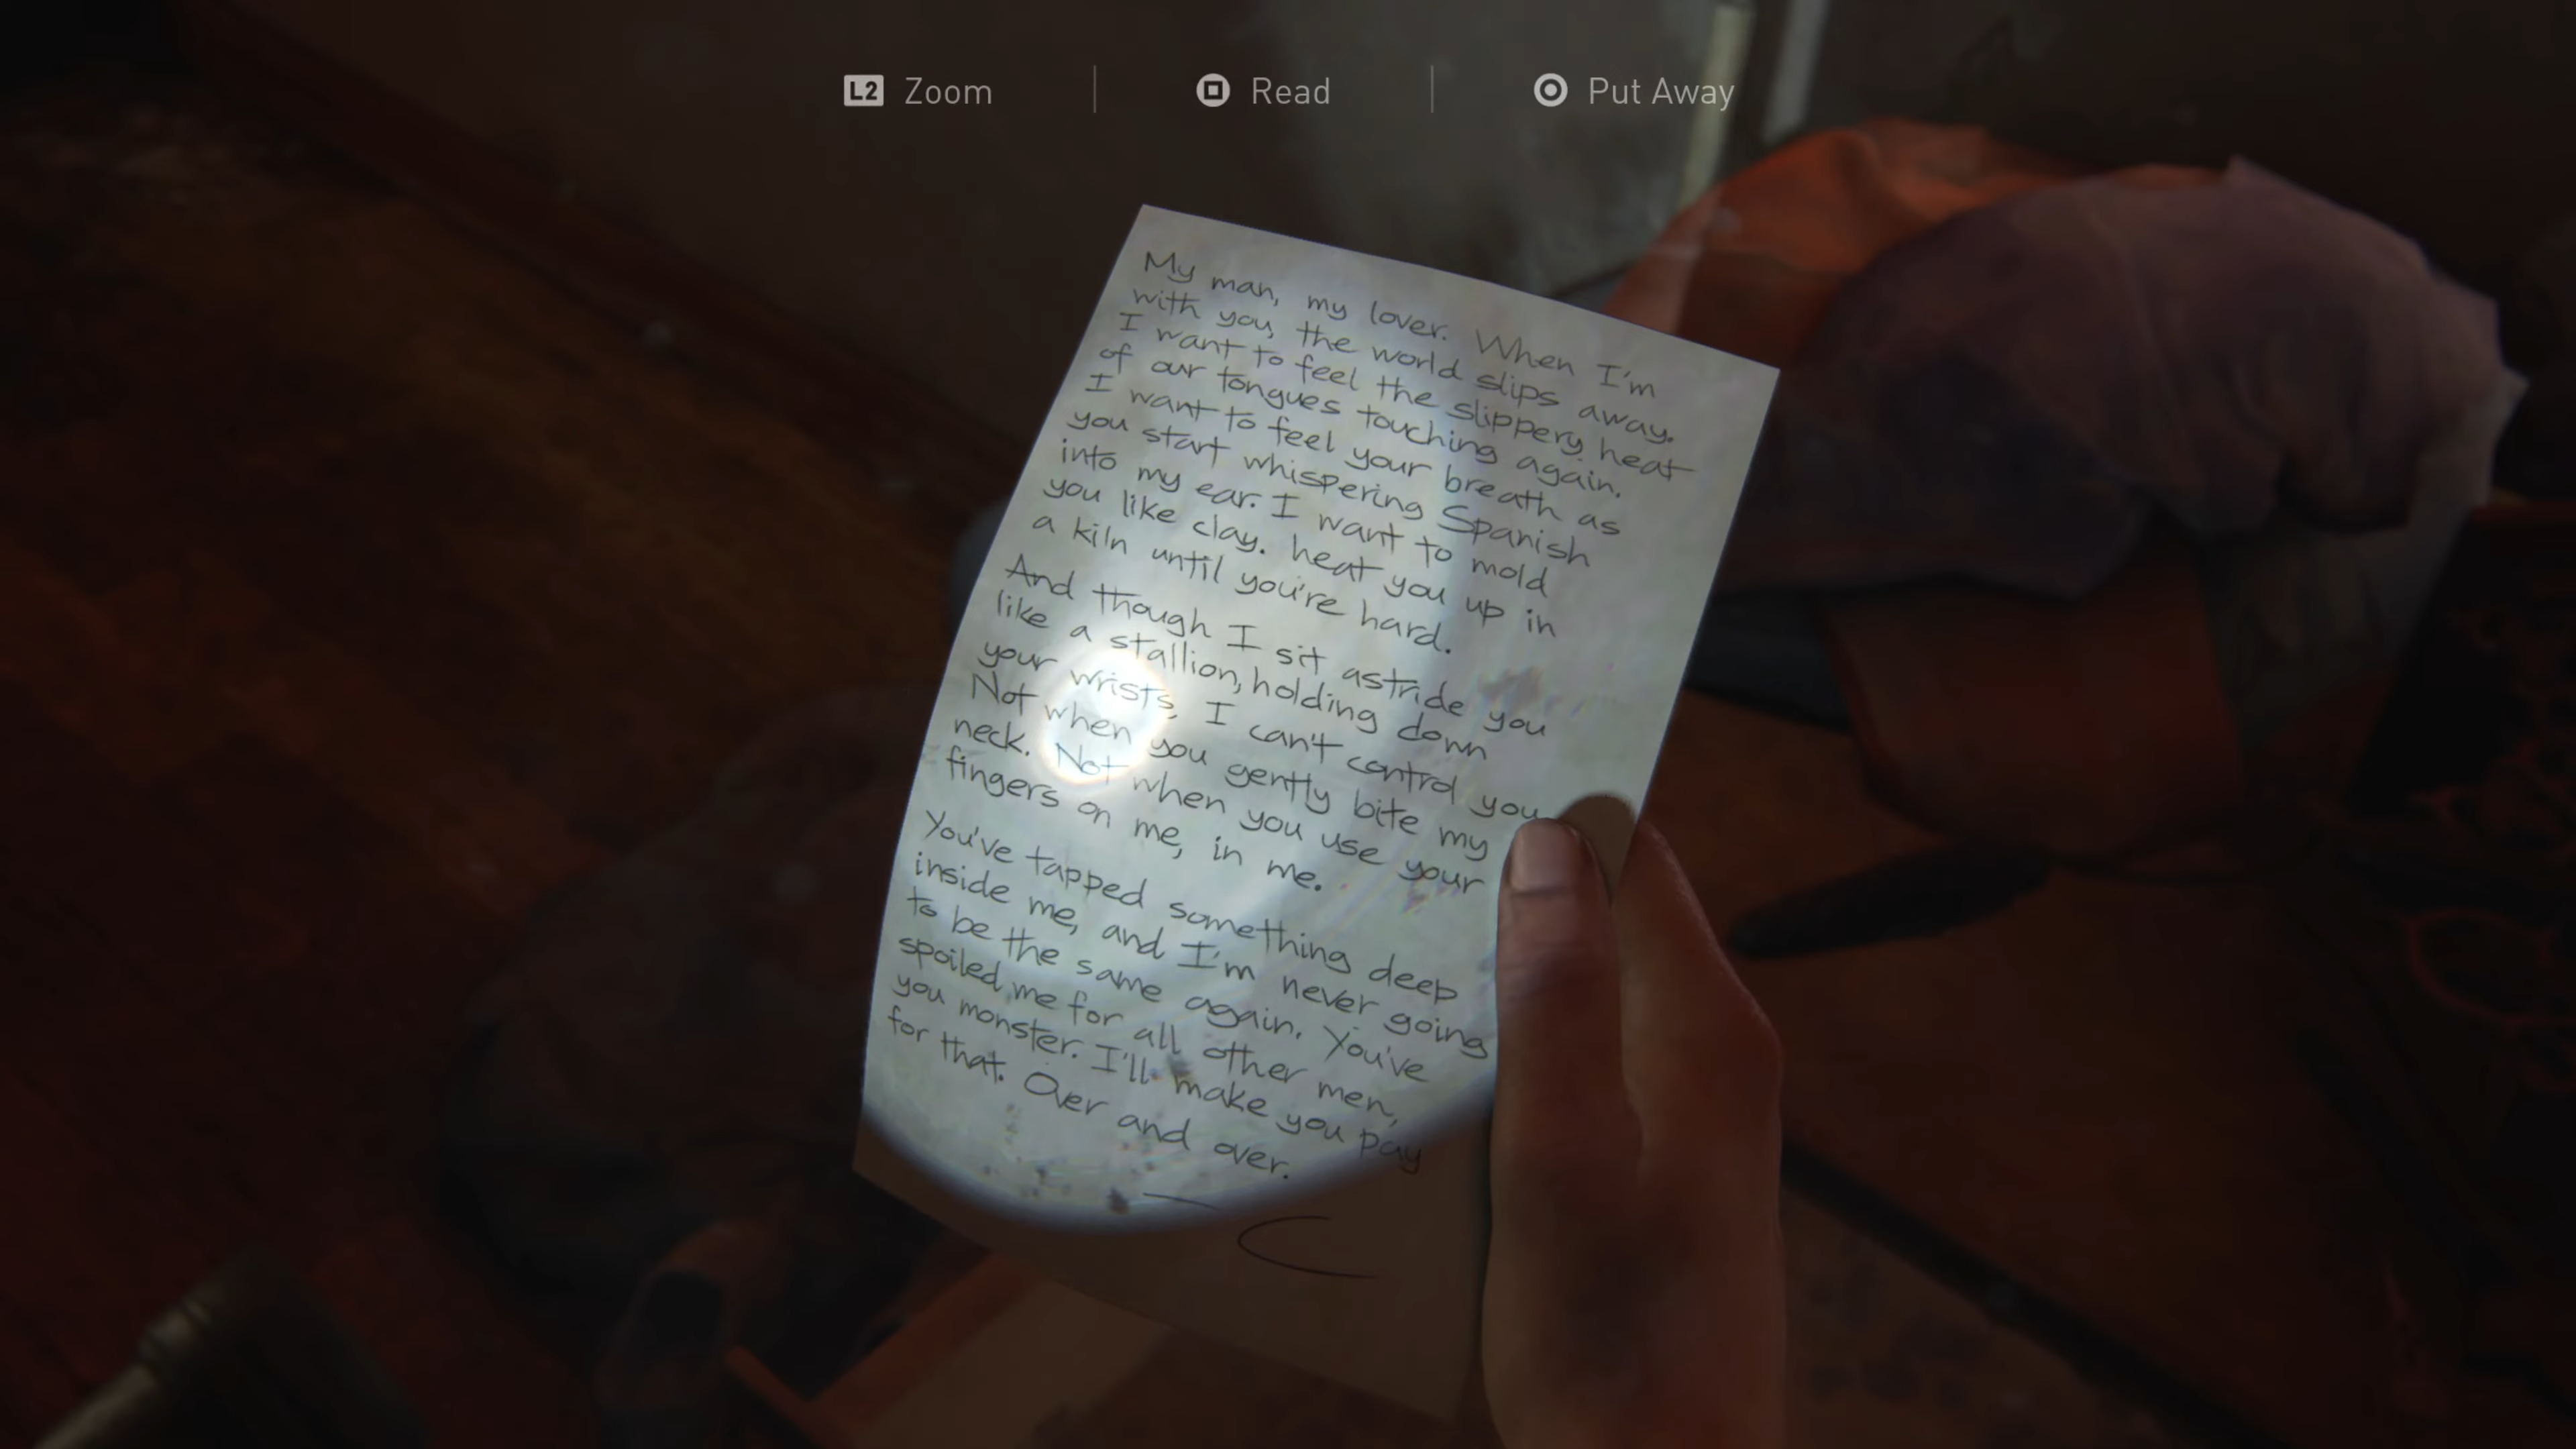 L2 Zoom Read Put Away
My man, my lover. When I'm
with you, the world slips away.
I want to feel the slippery heat
of our tongues touching again.
I want to feel your breath as
you start whispering Spanish
into my ear. I want to mold
you like clay. heat you up in
a kiln until you're hard.
And though I sit astride you
like a stallion, holding down
your wrists, I can't control you.
Not when you gently bite my
neck. Not when you use your
fingers on me, in me.
You've tapped something deep
inside me, and I'm never going
to be the same again. You've
spoiled me for all other men,
you monster. I'll make you pay
for that. Over and over.
— C